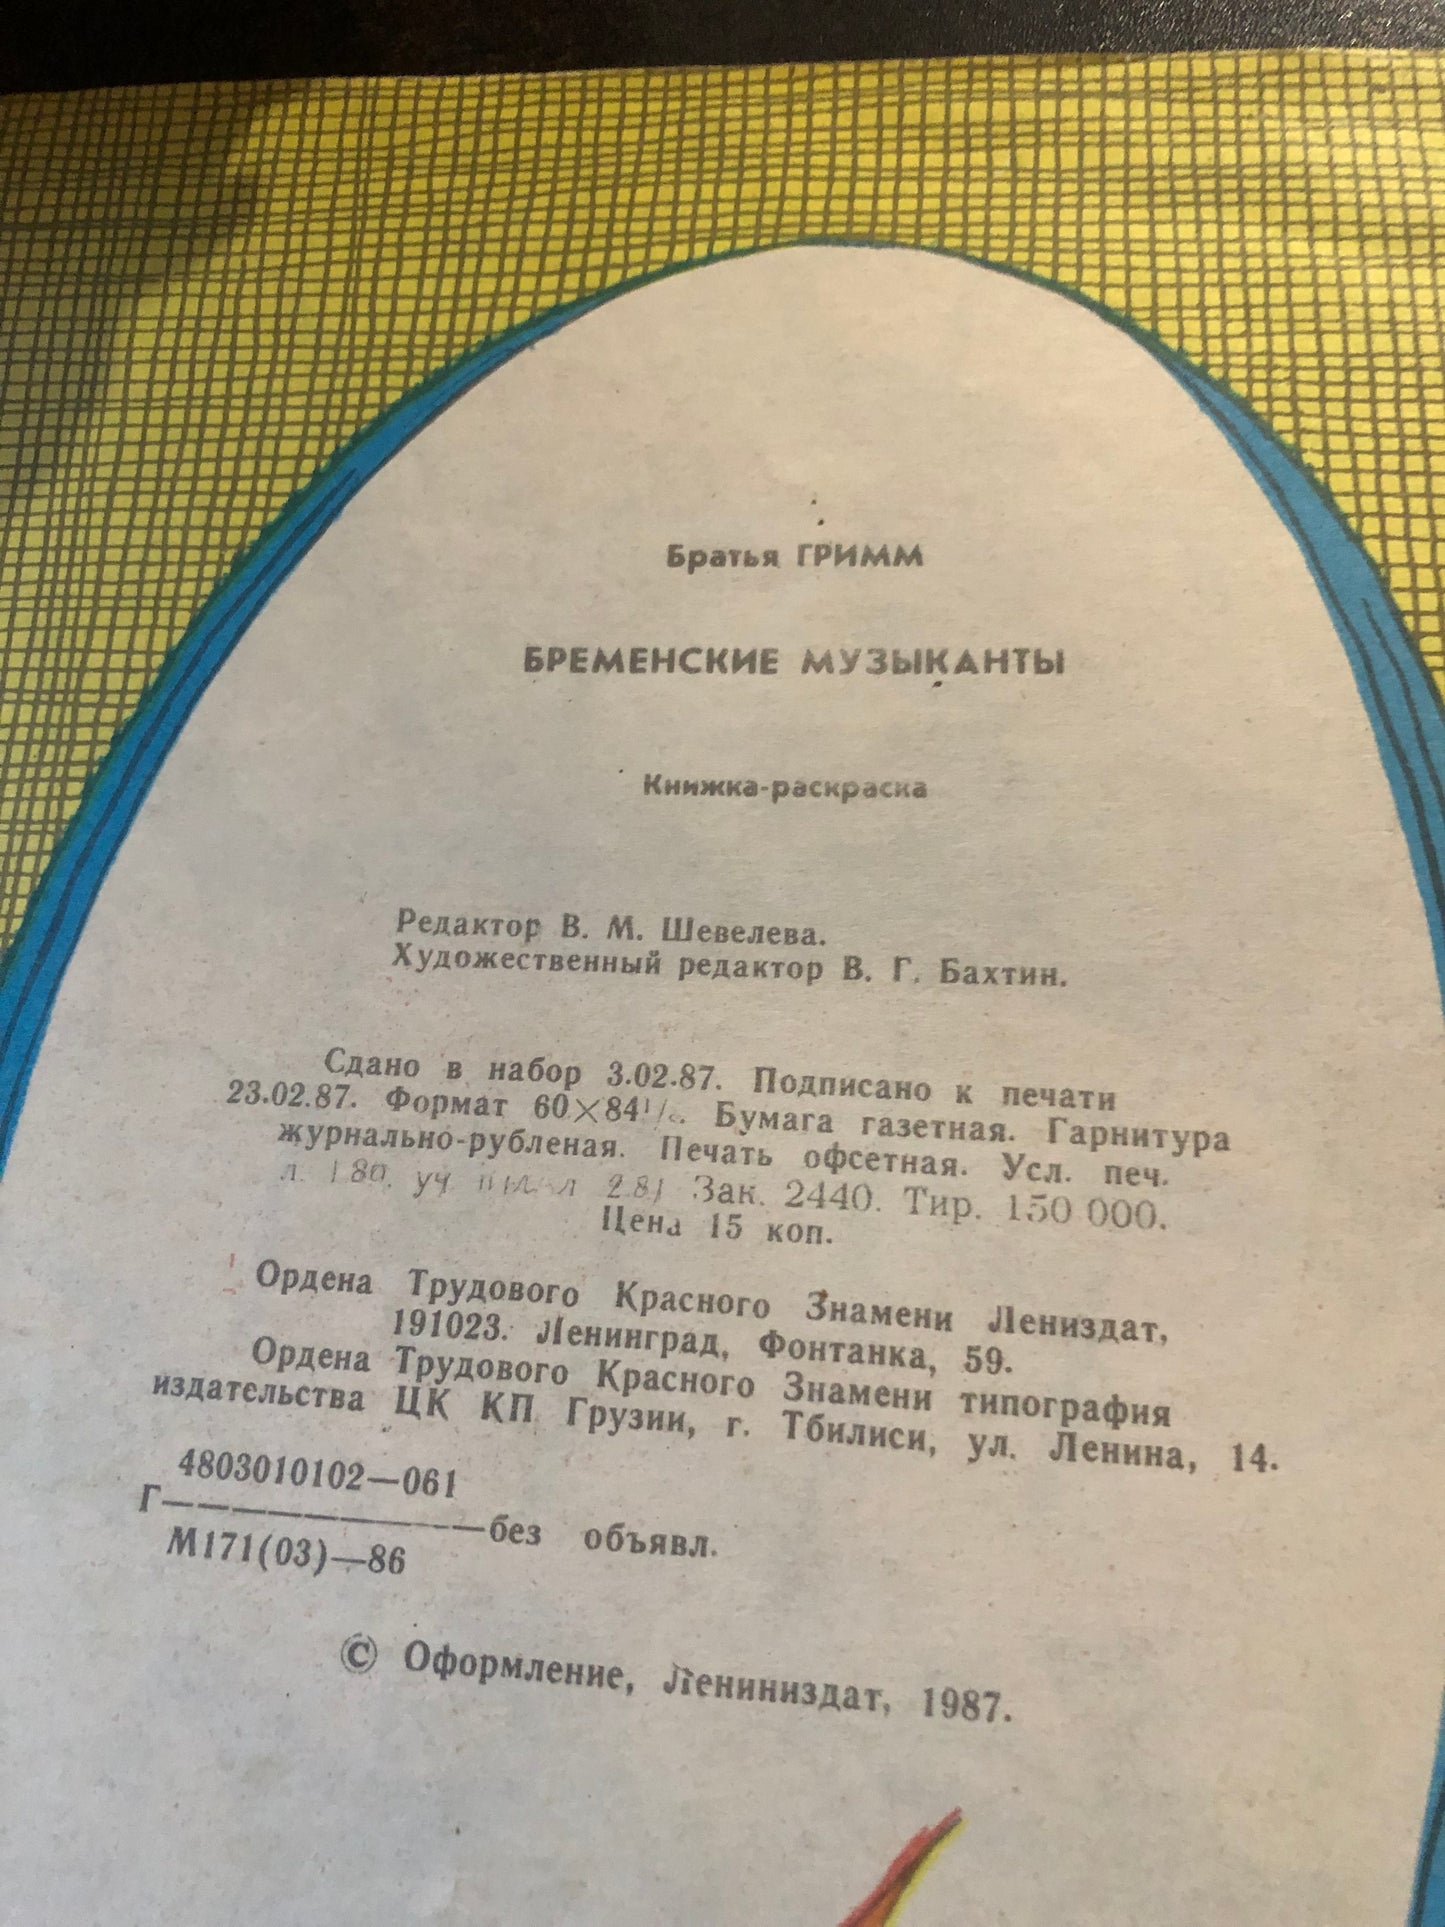 Братья ГРИММ
БРЕМЕНСКИЕ МУЗЫКАНТЫ
Книжка-раскраска
Редактор В. М. Шевелева.
Художественный редактор В. Г. Бахтин.
Сдано в набор 3.02.87. Подписано к печати
23.02.87. Формат 60×84 Бумага газетная. Гарнитура
журнально-рубленая. Печать офсетная. Усл. печ.
л. уч Зак. 2440. Тир. 150 000.
Цена 15 коп.
Ордена Трудового Красного Знамени Лениздат,
191023. Ленинград, Фонтанка, 59.
Ордена Трудового Красного Знамени типография
издательства ЦК КП Грузии, г. Тбилиси, ул. Ленина, 14.
4803010102—061
Г————————без объявл.
М171(03)—86
© Оформление, Лениниздат, 1987.